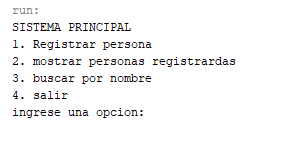 run:
SISTEMA PRINCIPAL
1. Registrar persona
2. mostrar personas registrardas
3. buscar por nombre
4. salir
ingrese una opcion: